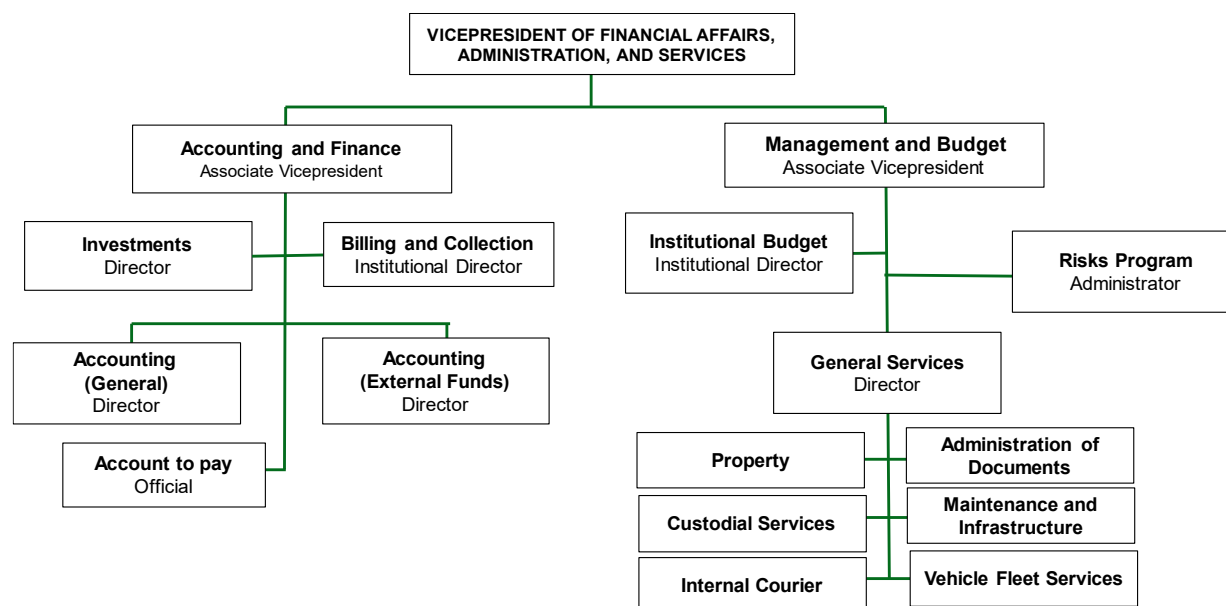 VICEPRESIDENT OF FINANCIAL AFFAIRS,
ADMINISTRATION, AND SERVICES
Accounting and Finance
Associate Vicepresident
Management and Budget
Associate Vicepresident
Investments
Director
Billing and Collection
Institutional Director
Institutional Budget
Institutional Director
Risks Program
Administrator
Accounting
(General)
Director
Accounting
(External Funds)
Director
General Services
Director
Account to pay
Official
Property
Administration of
Documents
Custodial Services
Maintenance and
Infrastructure
Internal Courier
Vehicle Fleet Services